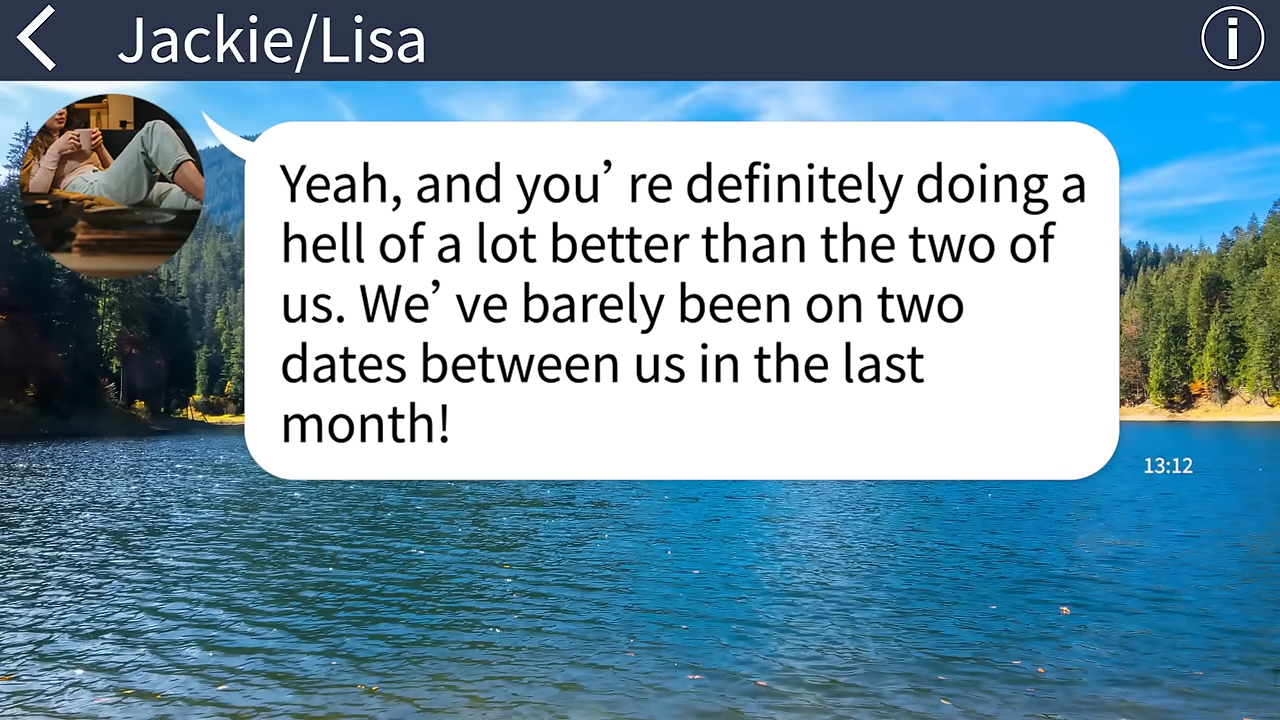 Jackie/Lisa
Yeah, and you’ re definitely doing a
hell of a lot better than the two of
us. We’ ve barely been on two
dates between us in the last
month!
13:12